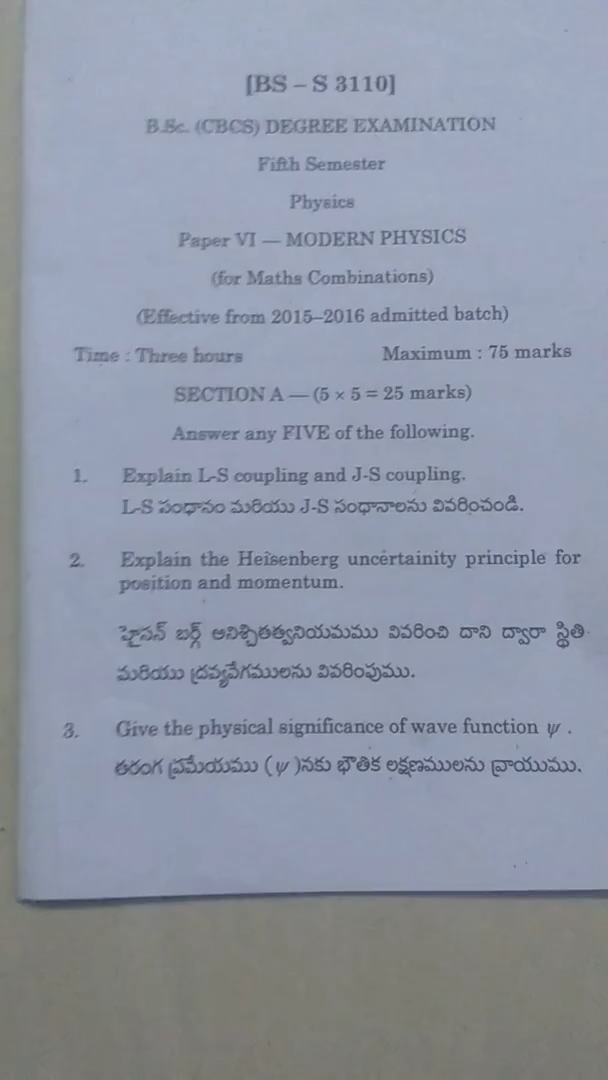 [BS – S 3110]
B.Sc. (CBCS) DEGREE EXAMINATION
Fifth Semester
Physics
Paper VI — MODERN PHYSICS
(for Maths Combinations)
(Effective from 2015–2016 admitted batch)
Time : Three hours Maximum : 75 marks
SECTION A — (5 × 5 = 25 marks)
Answer any FIVE of the following.
1. Explain L-S coupling and J-S coupling.
L-S సంధానం మరియు J-S సంధానాలను వివరించండి.
2. Explain the Heisenberg uncertainity principle for
position and momentum.
హైసన్ బర్గ్ అనిశ్చితత్వనియమము వివరించి దాని ద్వారా స్థితి
మరియు ద్రవ్యవేగములను వివరింపుము.
3. Give the physical significance of wave function ψ .
తరంగ ప్రమేయము ( ψ )నకు భౌతిక లక్షణములను వ్రాయుము.